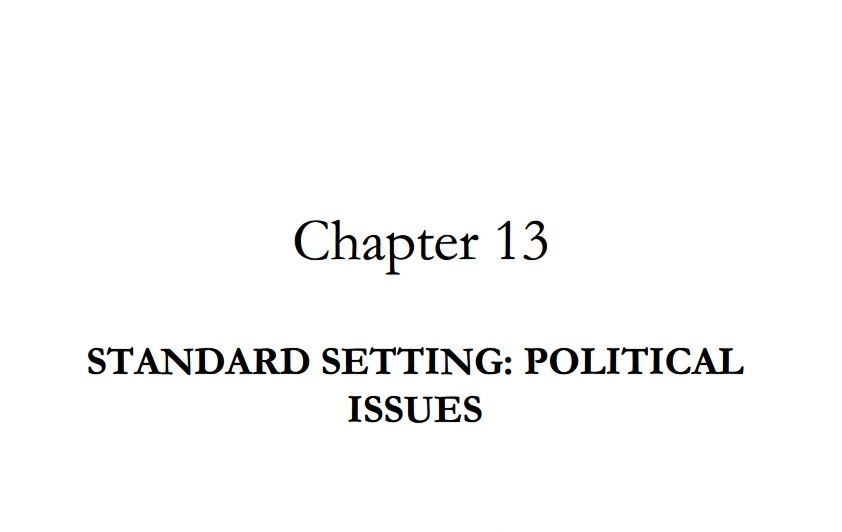 Chapter 13
STANDARD SETTING: POLITICAL
ISSUES